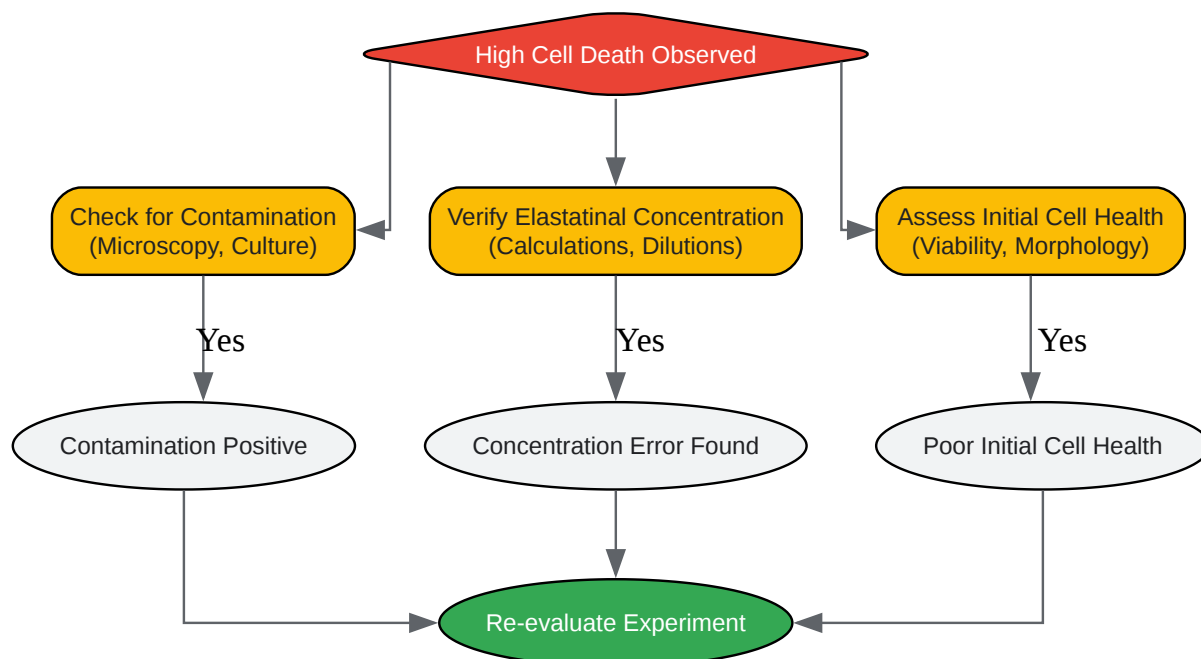 High Cell Death Observed
Check for Contamination
(Microscopy, Culture)
Verify Elastatinal Concentration
(Calculations, Dilutions)
Assess Initial Cell Health
(Viability, Morphology)
Yes
Yes
Yes
Contamination Positive
Concentration Error Found
Poor Initial Cell Health
Re-evaluate Experiment